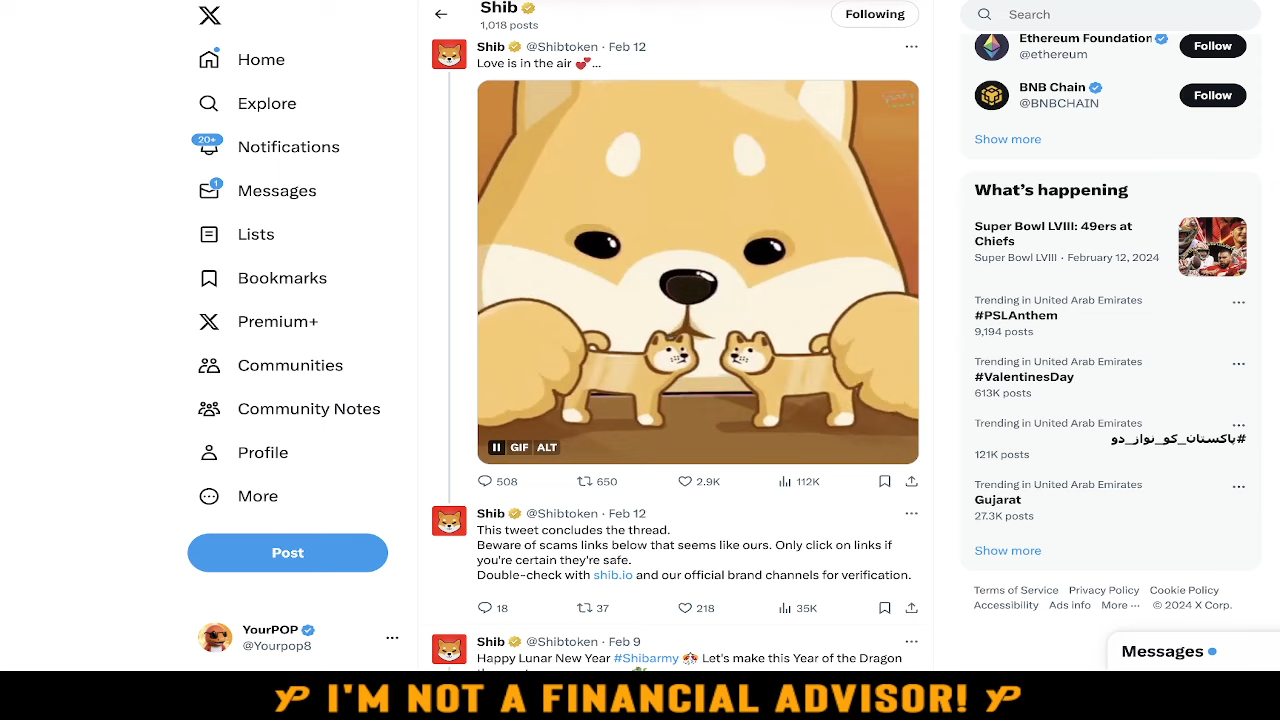 Home
Explore
20+
Notifications
1
Messages
Lists
Bookmarks
Premium+
Communities
Community Notes
Profile
More
Post
YourPOP
@Yourpop8
Shib
1,018 posts
Following
Shib @Shibtoken · Feb 12
Love is in the air 💕...
GIF ALT
508 650 2.9K 112K
Shib @Shibtoken · Feb 12
This tweet concludes the thread.
Beware of scams links below that seems like ours. Only click on links if
you're certain they're safe.
Double-check with shib.io and our official brand channels for verification.
18 37 218 35K
Shib @Shibtoken · Feb 9
Happy Lunar New Year #Shibarmy Let's make this Year of the Dragon
Search
Ethereum Foundation
@ethereum
Follow
BNB Chain
@BNBCHAIN
Follow
Show more
What's happening
Super Bowl LVIII: 49ers at
Chiefs
Super Bowl LVIII · February 12, 2024
Trending in United Arab Emirates
#PSLAnthem
9,194 posts
Trending in United Arab Emirates
#ValentinesDay
613K posts
Trending in United Arab Emirates
#پاکستان_کو_نواز_دو
121K posts
Trending in United Arab Emirates
Gujarat
27.3K posts
Show more
Terms of Service Privacy Policy Cookie Policy
Accessibility Ads info More ··· © 2024 X Corp.
Messages
YP I'M NOT A FINANCIAL ADVISOR! YP